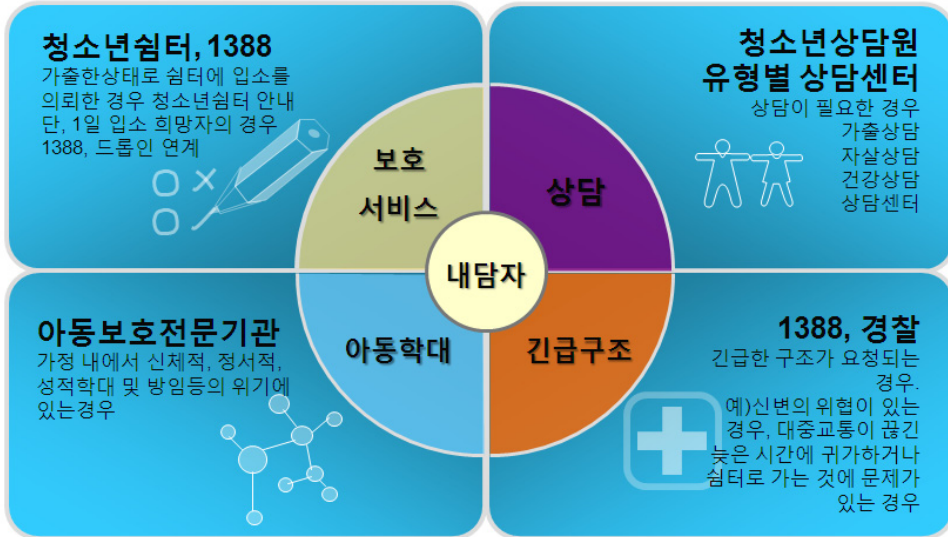 청소년쉼터, 1388
가출한상태로 쉼터에 입소를
의뢰한 경우 청소년쉼터 안내
단, 1일 입소 희망자의 경우
1388, 드롭인 연계
청소년상담원
유형별 상담센터
상담이 필요한 경우
가출상담
자살상담
건강상담
상담센터
보호
서비스
상담
내담자
아동학대
긴급구조
아동보호전문기관
가정 내에서 신체적, 정서적,
성적학대 및 방임등의 위기에
있는경우
1388, 경찰
긴급한 구조가 요청되는
경우.
예)신변의 위협이 있는
경우, 대중교통이 끊긴
늦은 시간에 귀가하거나
쉼터로 가는 것에 문제가
있는 경우